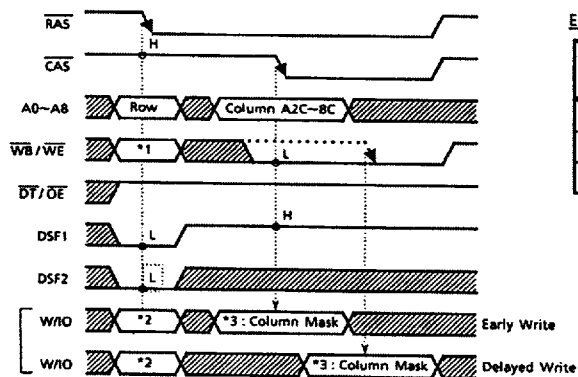 RAS
H
CAS
A0~A8 Row Column A2C~8C
WB/WE *1 L
DT/OE
DSF1 L H
DSF2 L
W/IO *2 *3 : Column Mask Early Write
W/IO *2 *3 : Column Mask Delayed Write
E